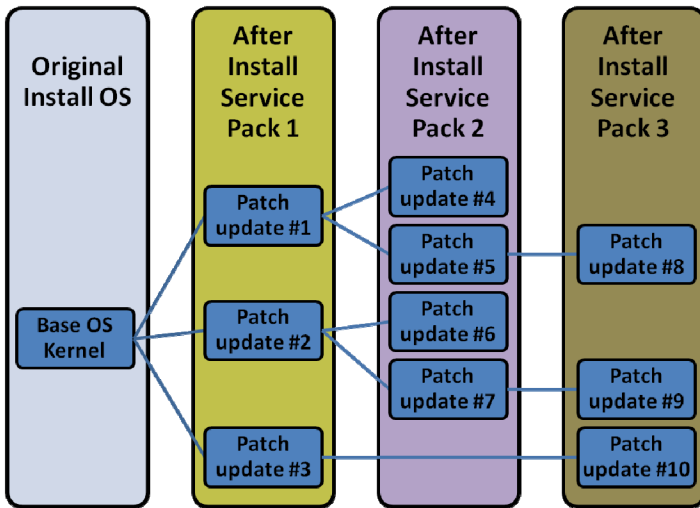 Original
Install OS
Base OS
Kernel
After
Install
Service
Pack 1
Patch
update #1
Patch
update #2
Patch
update #3
After
Install
Service
Pack 2
Patch
update #4
Patch
update #5
Patch
update #6
Patch
update #7
After
Install
Service
Pack 3
Patch
update #8
Patch
update #9
Patch
update #10